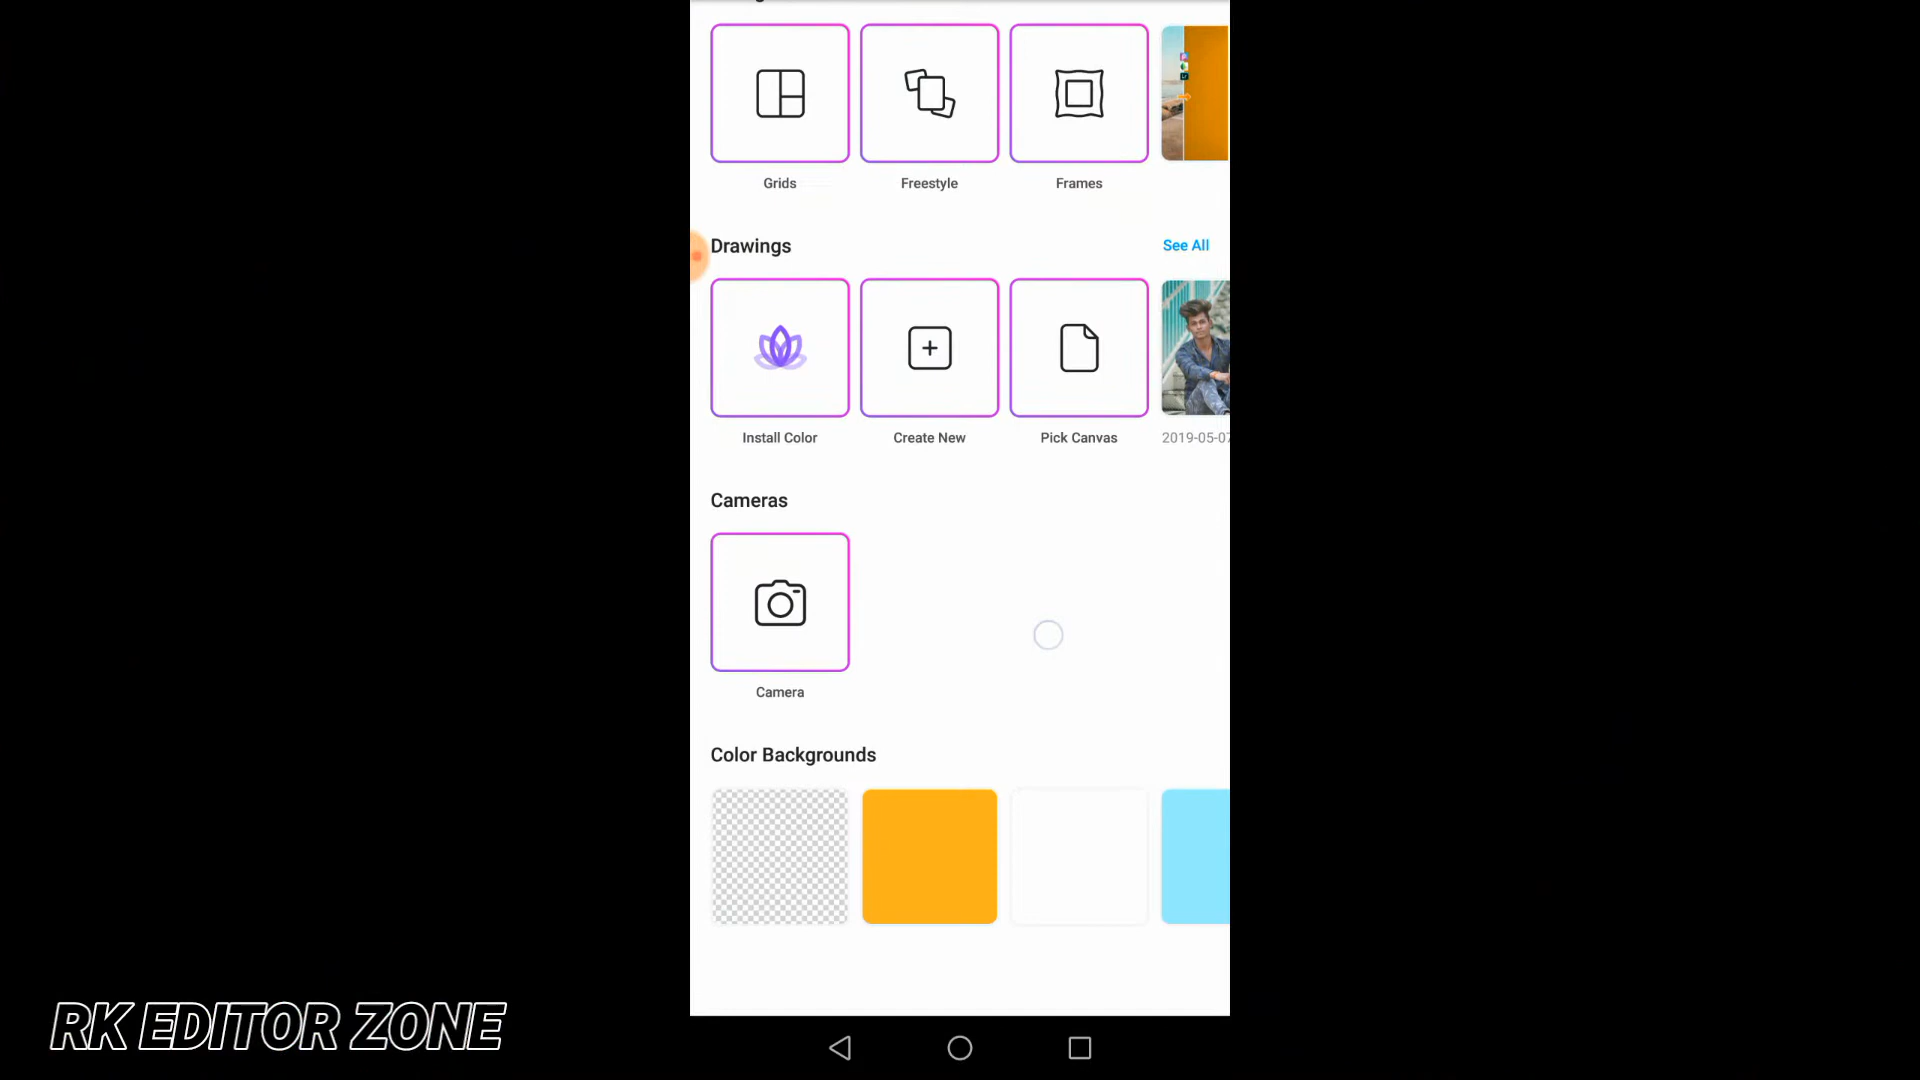 Grids
Freestyle
Frames
Drawings
See All
Install Color
Create New
Pick Canvas
2019-05-07
Cameras
Camera
Color Backgrounds
RK EDITOR ZONE